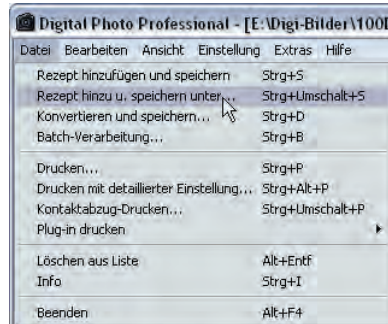 Digital Photo Professional - [E:\Digi-Bilder\100
Datei Bearbeiten Ansicht Einstellung Extras Hilfe
Rezept hinzufügen und speichern Strg+S
Rezept hinzu u. speichern unter... Strg+Umschalt+S
Konvertieren und speichern... Strg+D
Batch-Verarbeitung... Strg+B
Drucken... Strg+P
Drucken mit detaillierter Einstellung... Strg+Alt+P
Kontaktabzug-Drucken... Strg+Umschalt+P
Plug-in drucken
Löschen aus Liste Alt+Entf
Info Strg+I
Beenden Alt+F4